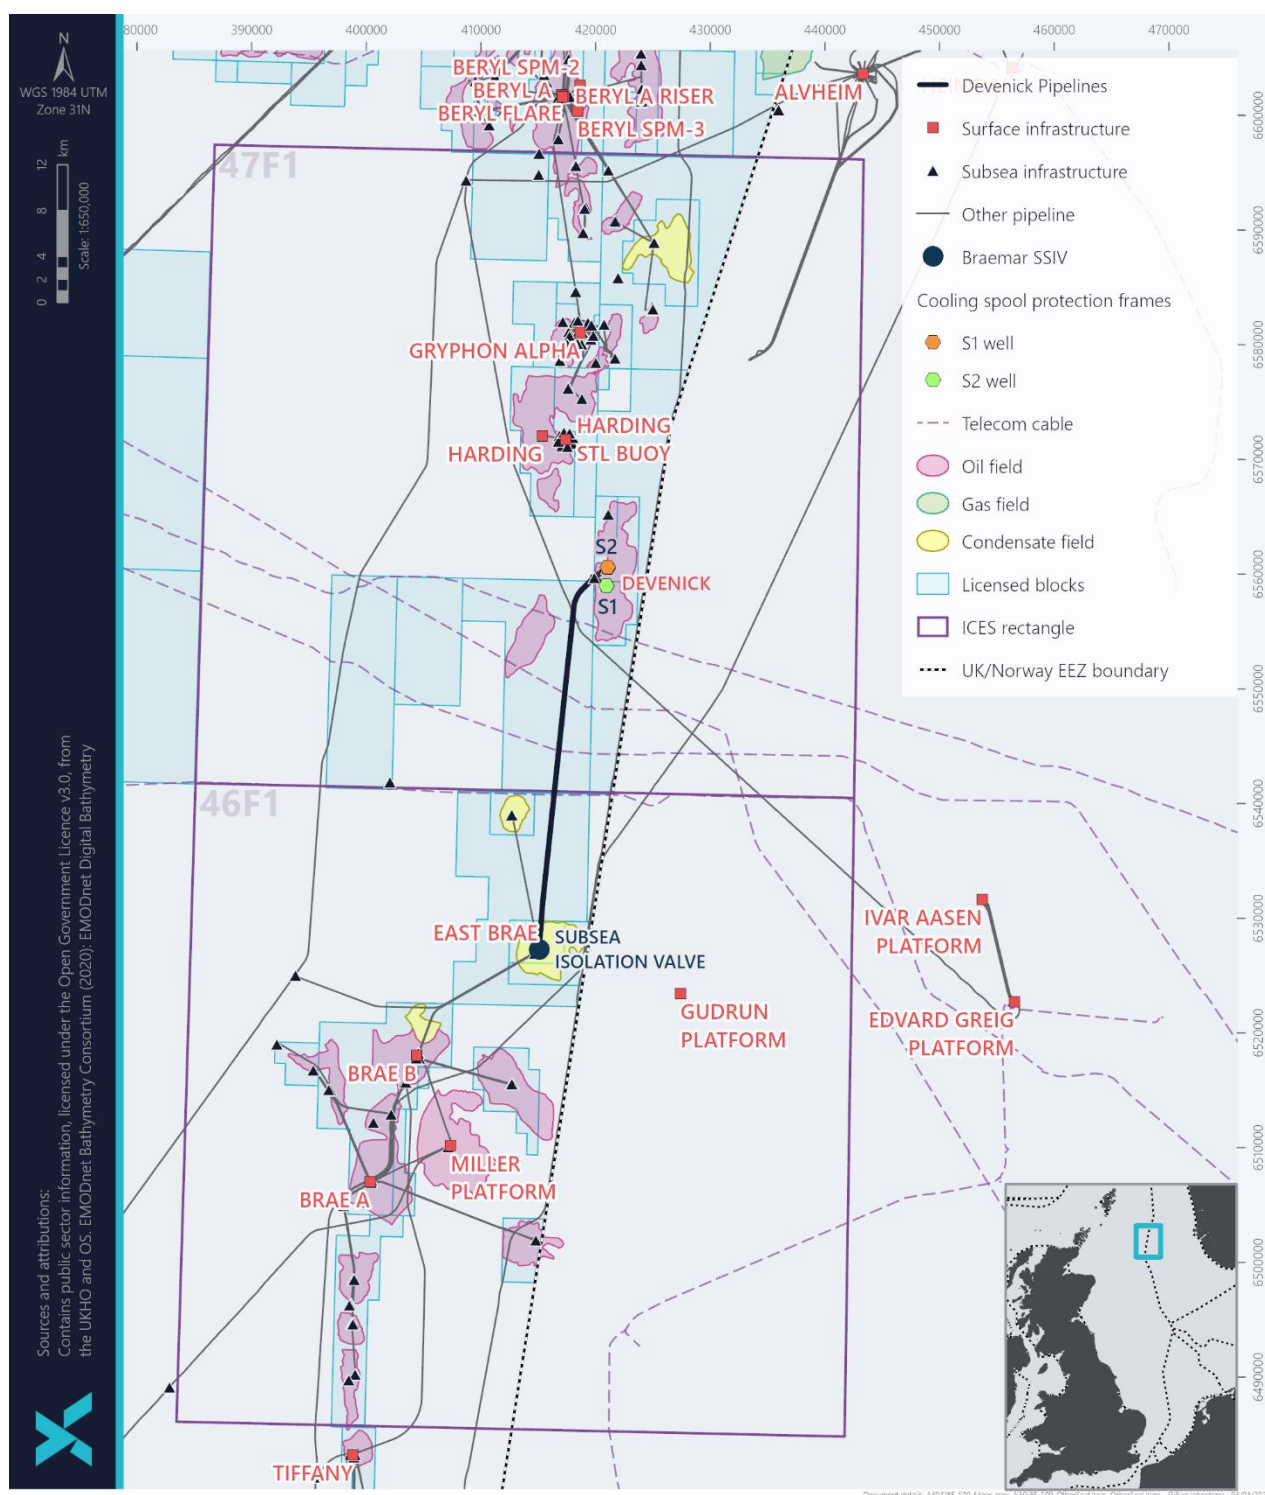 N
WGS 1984 UTM
Zone 31N
0 2 4 8 12
km
Scale: 1:650,000
Sources and attributions:
Contains public sector information, licensed under the Open Government Licence v3.0, from
the UKHO and OS. EMODnet Bathymetry Consortium (2020): EMODnet Digital Bathymetry
80000 390000 400000 410000 420000 430000 440000 450000 460000 470000
6600000
6590000
6580000
6570000
6560000
6550000
6540000
6530000
6520000
6510000
6500000
6490000
BERYL SPM-2
BERYL A
BERYL A RISER
BERYL FLARE
BERYL SPM-3
ALVHEIM
47F1
GRYPHON ALPHA
HARDING
HARDING
STL BUOY
S2
DEVENICK
S1
46F1
EAST BRAE
SUBSEA
ISOLATION VALVE
IVAR AASEN
PLATFORM
GUDRUN
PLATFORM
EDVARD GREIG
PLATFORM
BRAE B
MILLER
PLATFORM
BRAE A
TIFFANY
Devenick Pipelines
Surface infrastructure
Subsea infrastructure
Other pipeline
Braemar SSIV
Cooling spool protection frames
S1 well
S2 well
Telecom cable
Oil field
Gas field
Condensate field
Licensed blocks
ICES rectangle
UK/Norway EEZ boundary